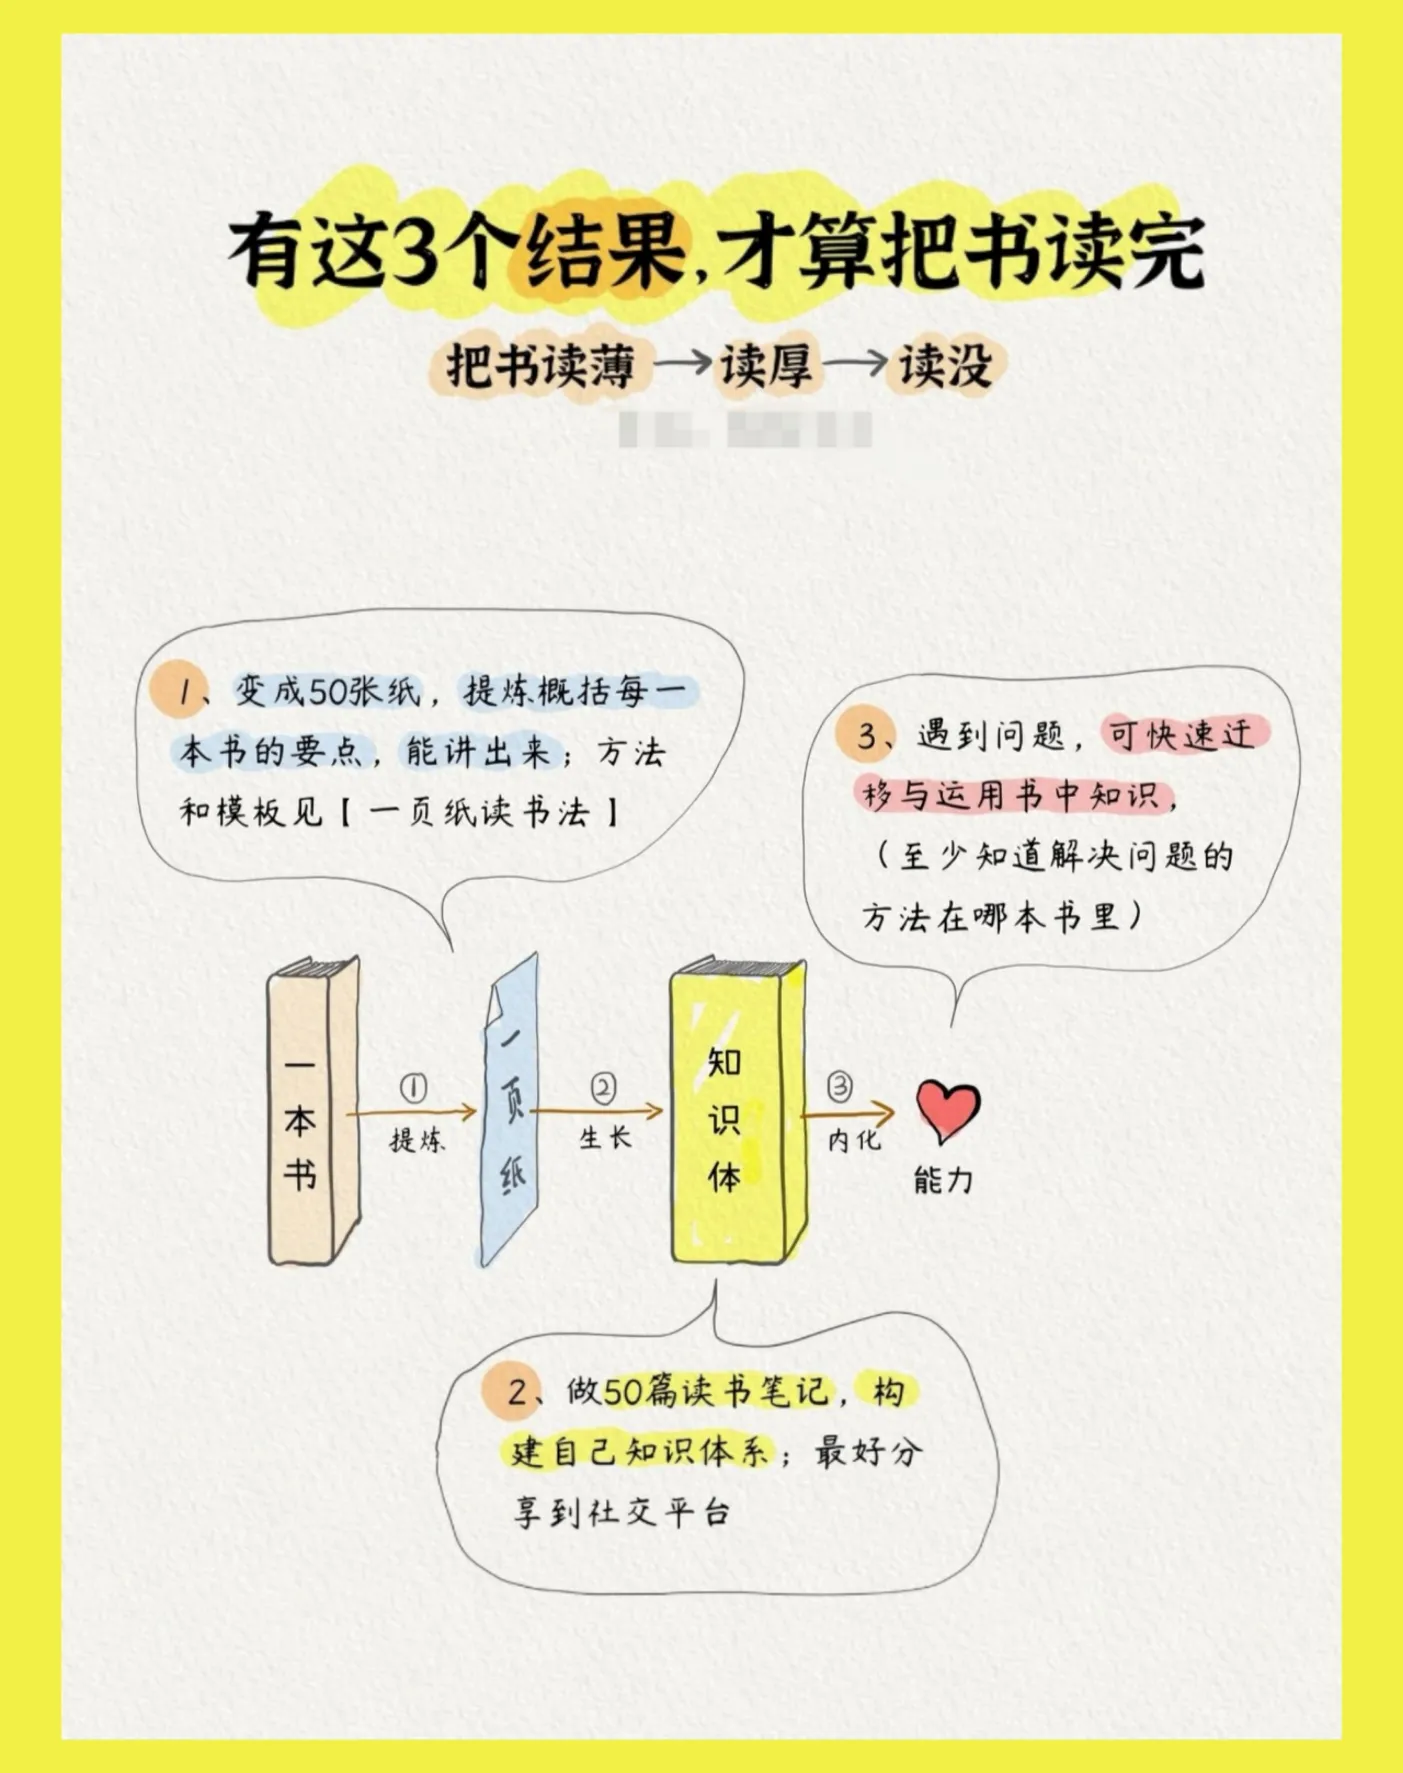 有这3个结果,才算把书读完
把书读薄→读厚→读没
1、变成50张纸，提炼概括每一
本书的要点，能讲出来；方法
和模板见【一页纸读书法】
3、遇到问题，可快速迁
移与运用书中知识，
（至少知道解决问题的
方法在哪本书里）
一本书
①
提炼
一页纸
②
生长
知识体
③
内化
能力
2、做50篇读书笔记，构
建自己知识体系；最好分
享到社交平台